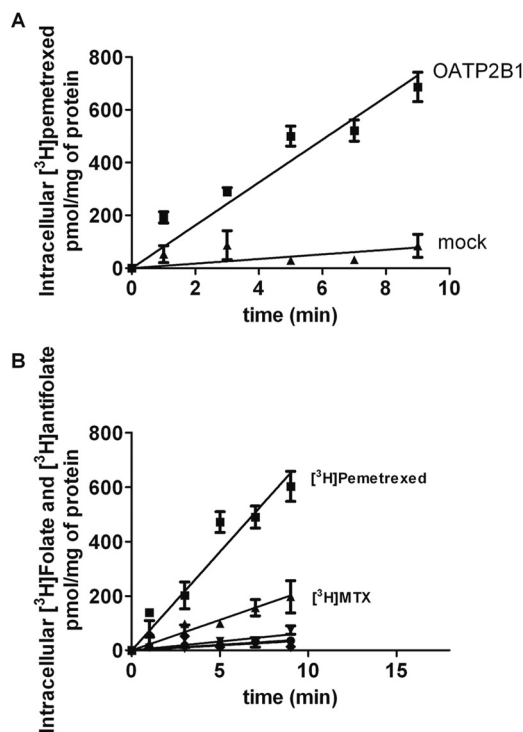 A
Intracellular [³H]pemetrexed
pmol/mg of protein
800
600
400
200
0
0 2 4 6 8 10
time (min)
OATP2B1
mock
B
Intracellular [³H]Folate and [³H]antifolate
pmol/mg of protein
800
600
400
200
0
0 5 10 15
time (min)
[³H]Pemetrexed
[³H]MTX